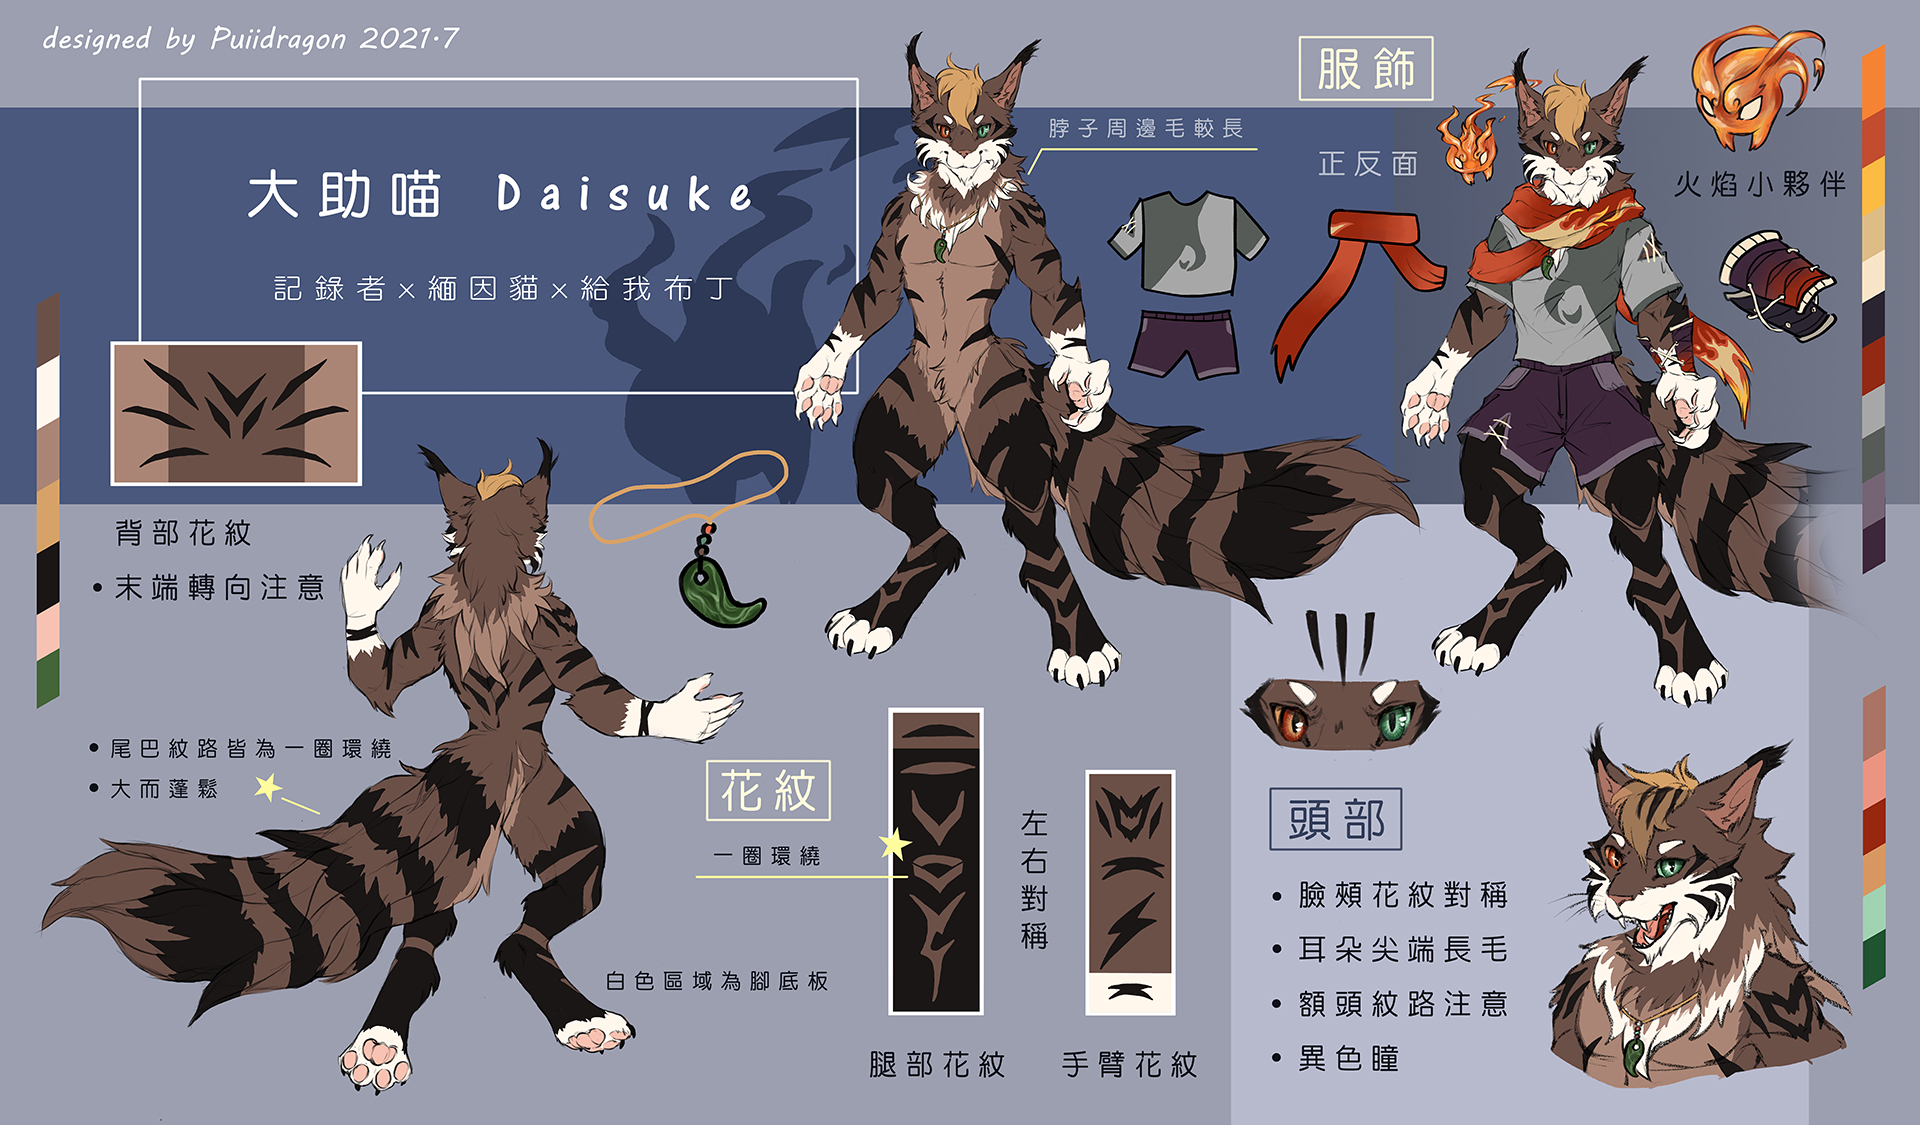 designed by Puiidragon 2021·7
大助喵 Daisuke
記錄者×緬因貓×給我布丁
脖子周邊毛較長
服飾
正反面
火焰小夥伴
背部花紋
•末端轉向注意
•尾巴紋路皆為一圈環繞
•大而蓬鬆
花紋
一圈環繞
左右對稱
白色區域為腳底板
腿部花紋
手臂花紋
頭部
•臉頰花紋對稱
•耳朵尖端長毛
•額頭紋路注意
•異色瞳